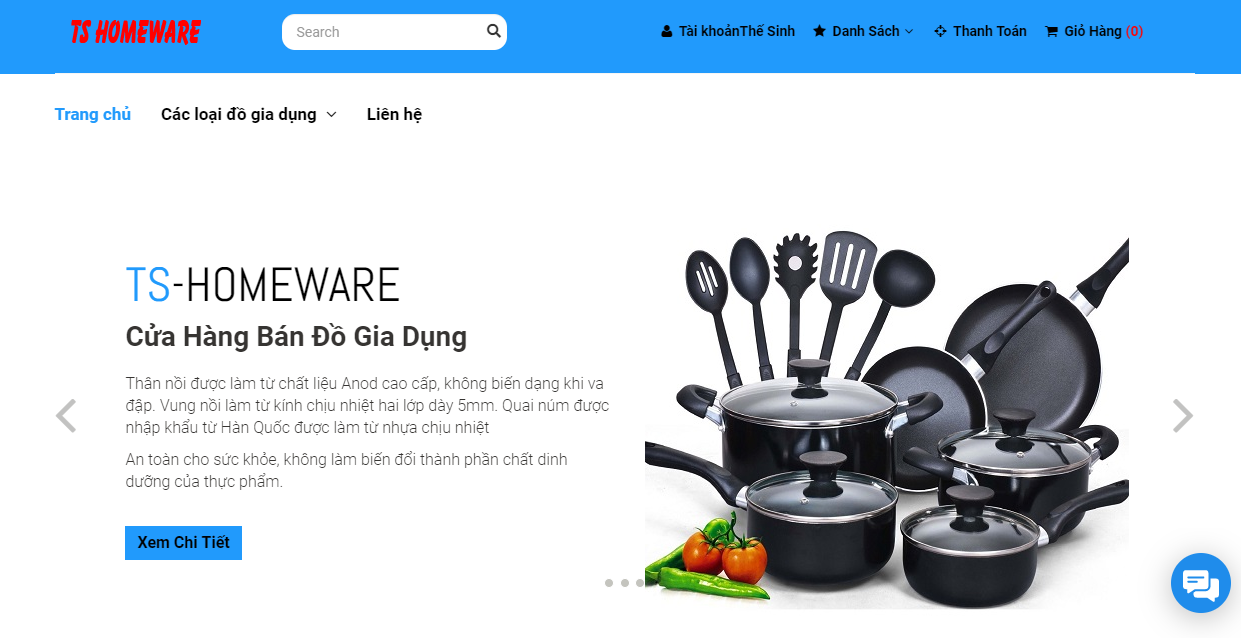 TS HOMEWARE
Search
Tài khoảnThế Sinh
Danh Sách
Thanh Toán
Giỏ Hàng (0)
Trang chủ
Các loại đồ gia dụng
Liên hệ
TS-HOMEWARE
Cửa Hàng Bán Đồ Gia Dụng
Thân nồi được làm từ chất liệu Anod cao cấp, không biến dạng khi va
đập. Vung nồi làm từ kính chịu nhiệt hai lớp dày 5mm. Quai núm được
nhập khẩu từ Hàn Quốc được làm từ nhựa chịu nhiệt
An toàn cho sức khỏe, không làm biến đổi thành phần chất dinh
dưỡng của thực phẩm.
Xem Chi Tiết